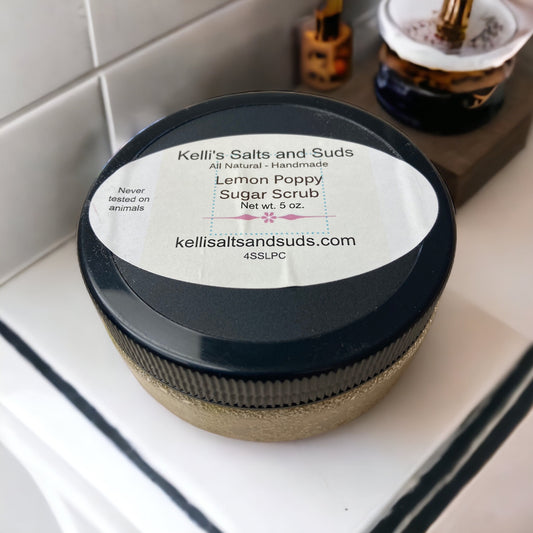 Kelli's Salts and Suds
All Natural - Handmade
Lemon Poppy
Sugar Scrub
Net wt. 5 oz.
Never
tested on
animals
kellisaltsandsuds.com
4SSLPC